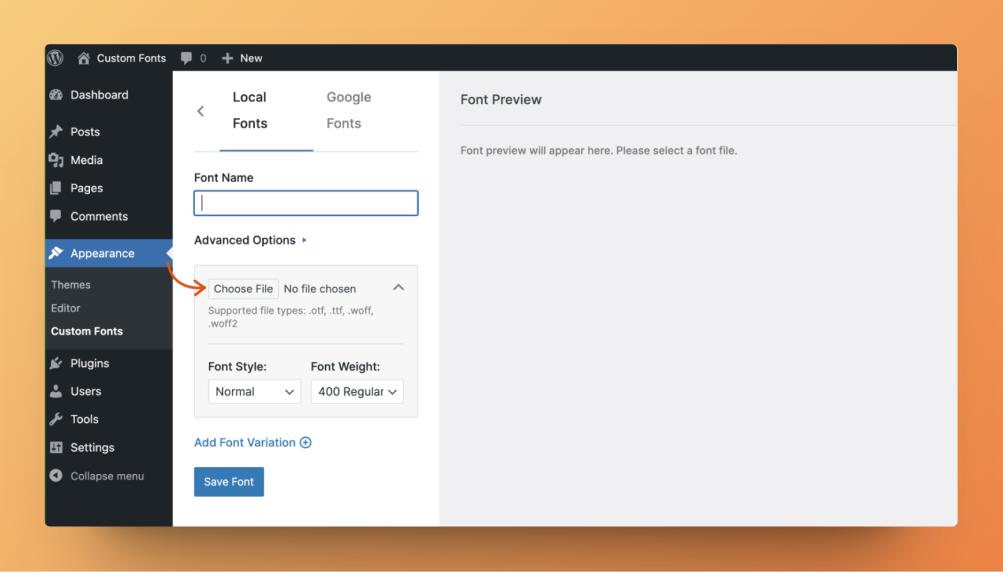 Custom Fonts 0 New
Dashboard
Posts
Media
Pages
Comments
Appearance
Themes
Editor
Custom Fonts
Plugins
Users
Tools
Settings
Collapse menu
Local Fonts
Google Fonts
Font Name
Advanced Options
Choose File No file chosen
Supported file types: .otf, .ttf, .woff,
.woff2
Font Style: Font Weight:
Normal 400 Regular
Add Font Variation
Save Font
Font Preview
Font preview will appear here. Please select a font file.